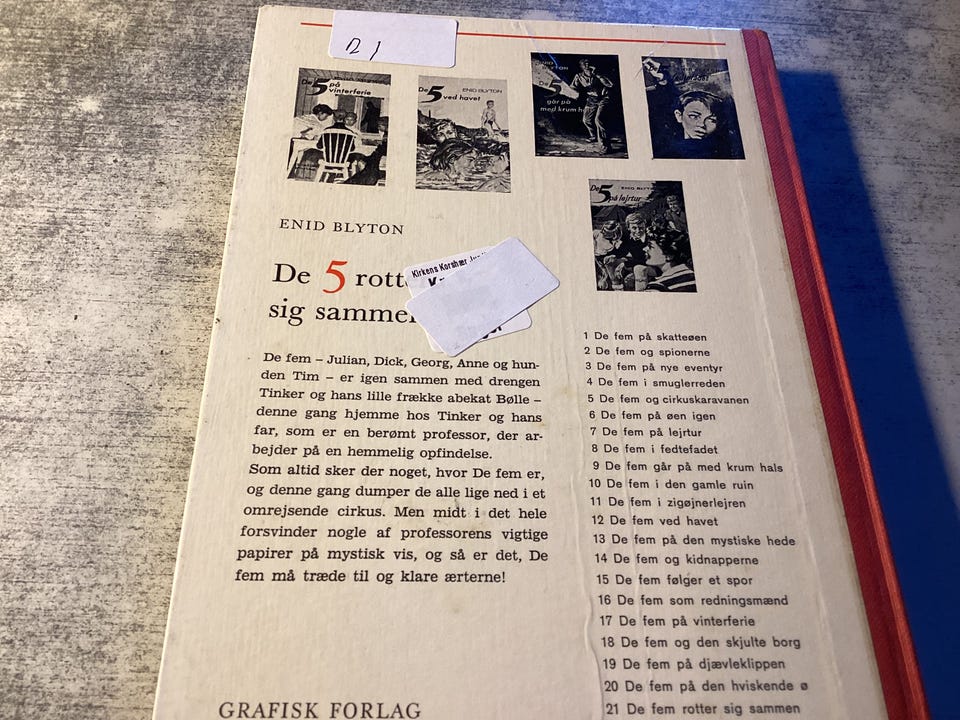 21
De 5 på
vinterferie
De 5 ved havet
ENID BLYTON
ENID
BLYTON
5
går på
med krum h
De 5 ENID BLYT
på lejrtur
ENID BLYTON
De 5 rott
sig sammen
Kirkens Korshær
De fem – Julian, Dick, Georg, Anne og hun-
den Tim – er igen sammen med drengen
Tinker og hans lille frække abekat Bølle –
denne gang hjemme hos Tinker og hans
far, som er en berømt professor, der ar-
bejder på en hemmelig opfindelse.
Som altid sker der noget, hvor De fem er,
og denne gang dumper de alle lige ned i et
omrejsende cirkus. Men midt i det hele
forsvinder nogle af professorens vigtige
papirer på mystisk vis, og så er det, De
fem må træde til og klare ærterne!
GRAFISK FORLAG
1 De fem på skatteøen
2 De fem og spionerne
3 De fem på nye eventyr
4 De fem i smuglerreden
5 De fem og cirkuskaravanen
6 De fem på øen igen
7 De fem på lejrtur
8 De fem i fedtefadet
9 De fem går på med krum hals
10 De fem i den gamle ruin
11 De fem i zigøjnerlejren
12 De fem ved havet
13 De fem på den mystiske hede
14 De fem og kidnapperne
15 De fem følger et spor
16 De fem som redningsmænd
17 De fem på vinterferie
18 De fem og den skjulte borg
19 De fem på djævleklippen
20 De fem på den hviskende ø
21 De fem rotter sig sammen